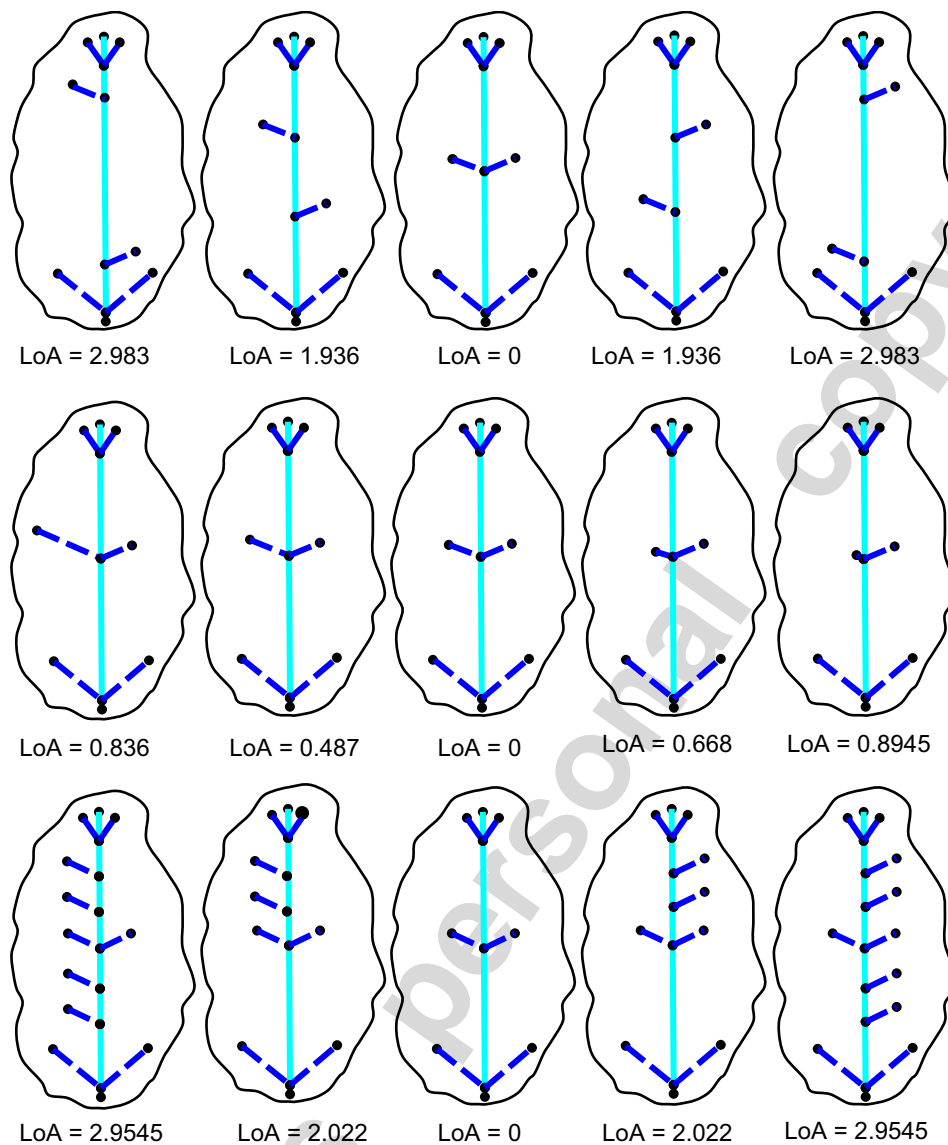 LoA = 2.983 LoA = 1.936 LoA = 0 LoA = 1.936 LoA = 2.983
LoA = 0.836 LoA = 0.487 LoA = 0 LoA = 0.668 LoA = 0.8945
LoA = 2.9545 LoA = 2.022 LoA = 0 LoA = 2.022 LoA = 2.9545
personal